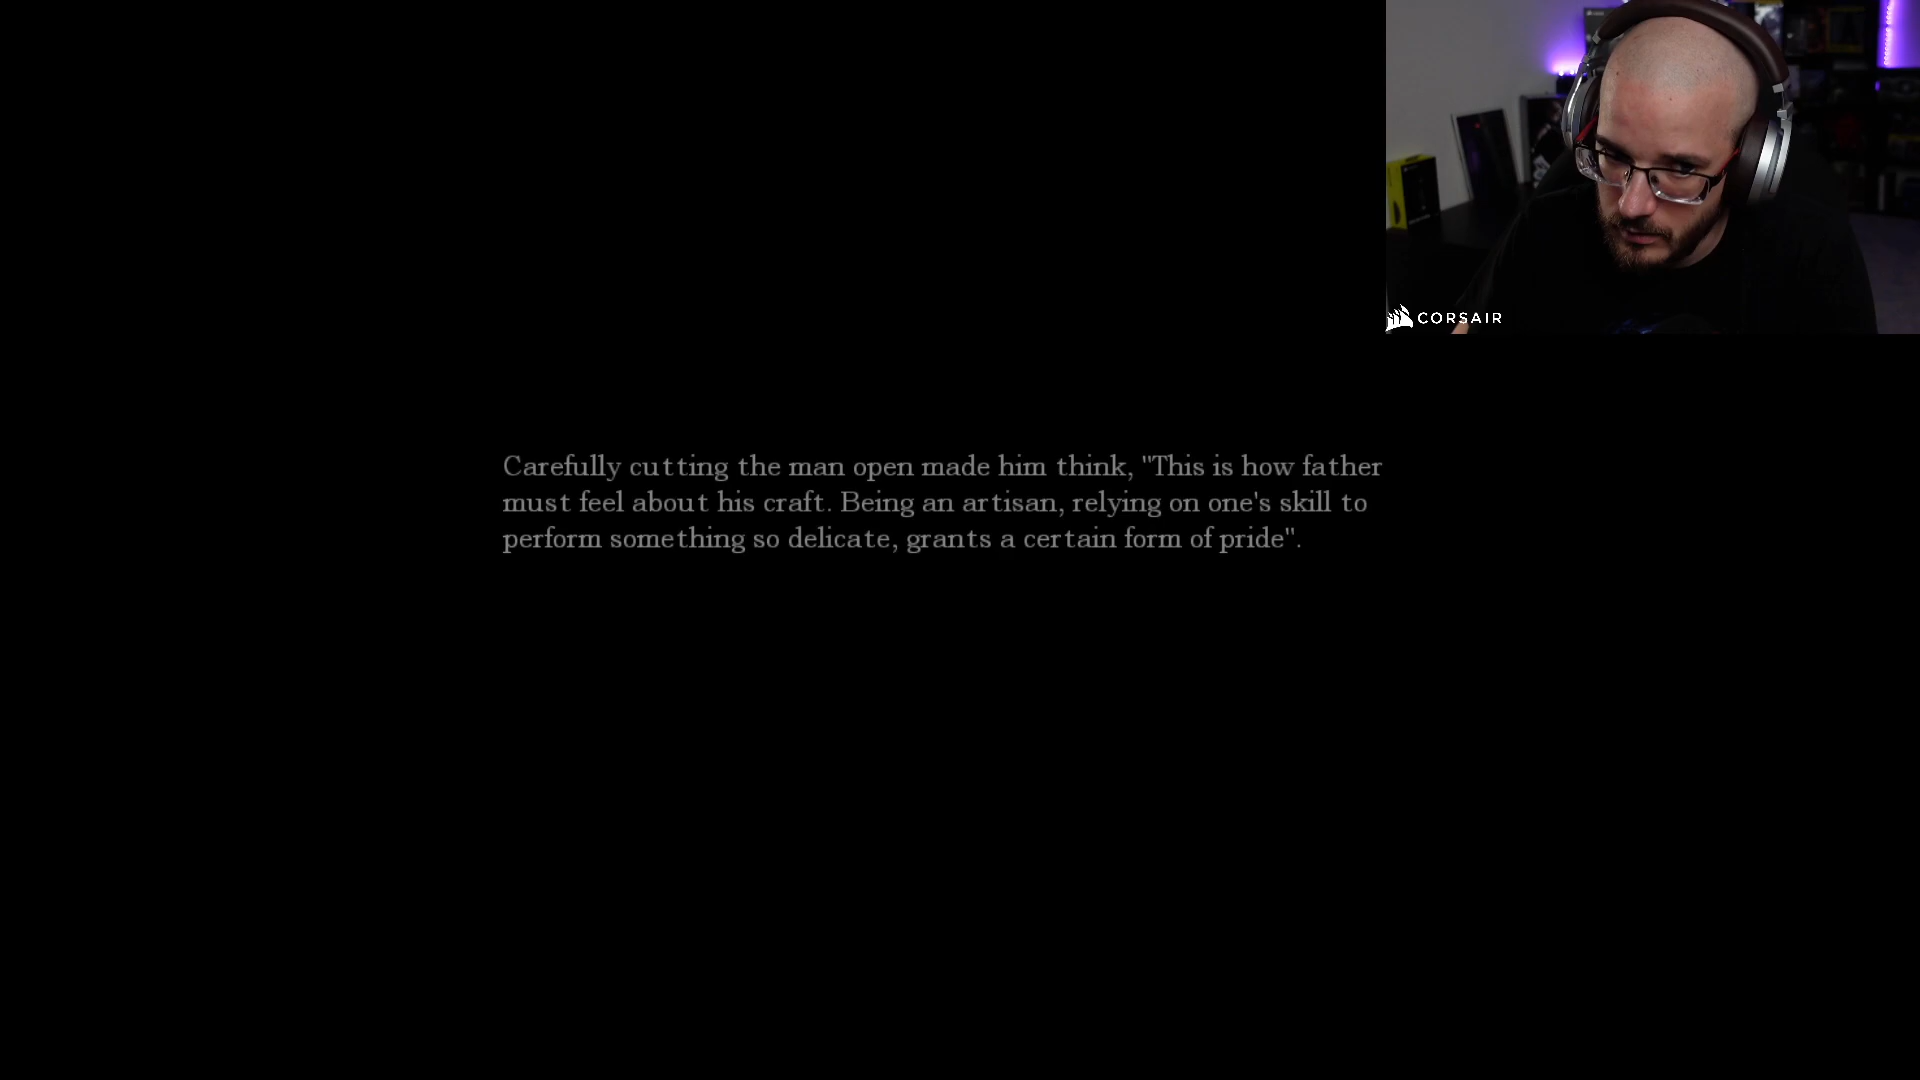 CORSAIR
Carefully cutting the man open made him think, "This is how father
must feel about his craft. Being an artisan, relying on one's skill to
perform something so delicate, grants a certain form of pride".